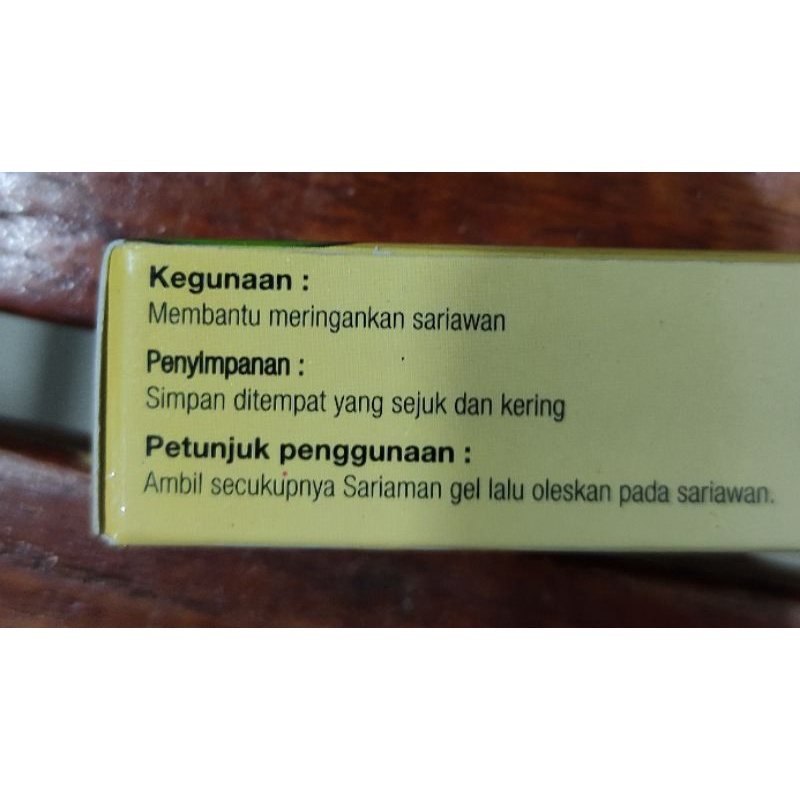 Kegunaan :
Membantu meringankan sariawan
Penyimpanan :
Simpan ditempat yang sejuk dan kering
Petunjuk penggunaan :
Ambil secukupnya Sariaman gel lalu oleskan pada sariawan.